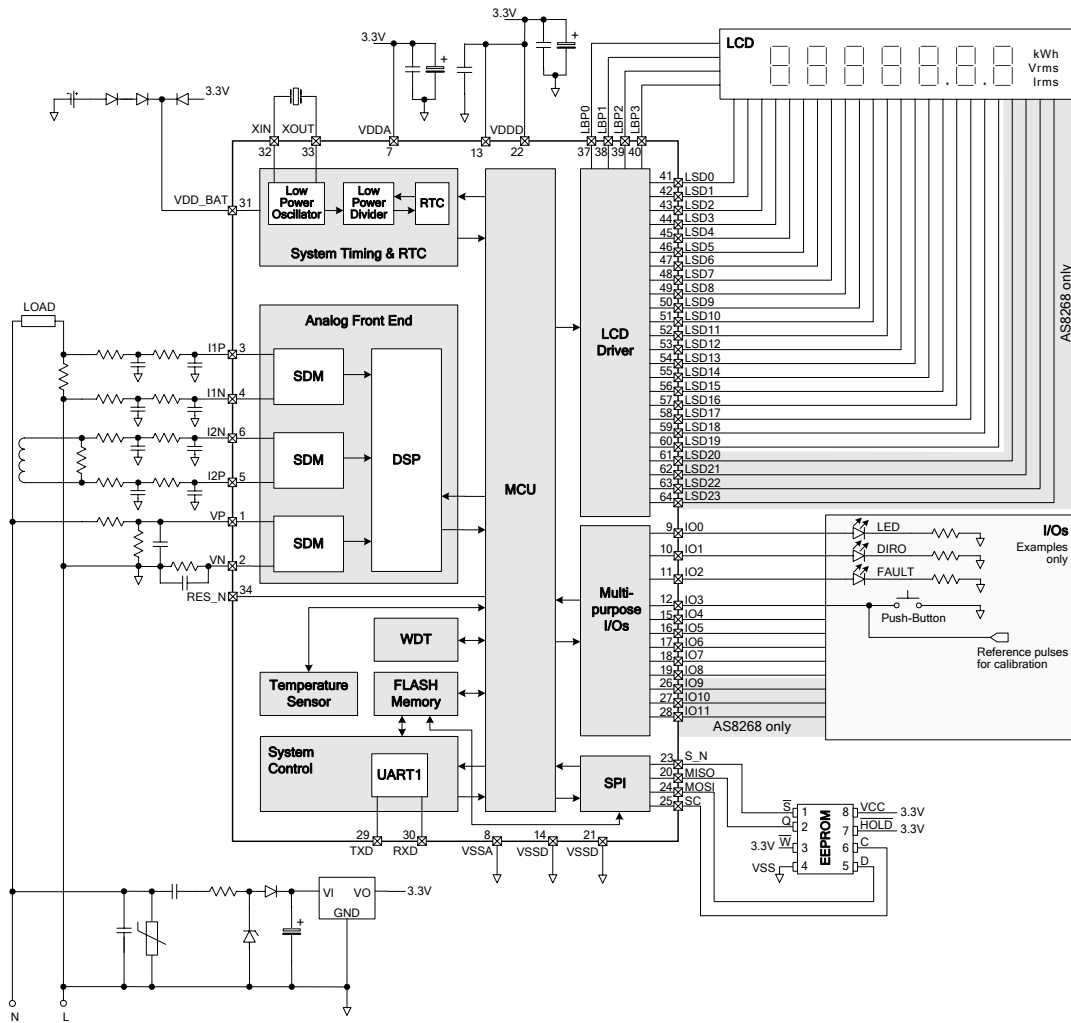 3.3V
LCD
kWh
Vrms
Irms
3.3V
3.3V
XIN
XOUT
VDDA
VDDD
LBP0
LBP1
LBP2
LBP3
32
33
7
13
22
37
38
39
40
VDD_BAT
31
Low Power Oscillator
Low Power Divider
RTC
System Timing & RTC
41 LSD0
42 LSD1
43 LSD2
44 LSD3
45 LSD4
46 LSD5
47 LSD6
48 LSD7
49 LSD8
50 LSD9
51 LSD10
52 LSD11
53 LSD12
54 LSD13
55 LSD14
56 LSD15
57 LSD16
58 LSD17
59 LSD18
60 LSD19
61 LSD20
62 LSD21
63 LSD22
64 LSD23
AS8268 only
LOAD
Analog Front End
I1P 3
SDM
I1N 4
I2N 6
SDM
I2P 5
VP 1
SDM
VN 2
DSP
MCU
LCD Driver
RES_N
34
9 IO0
10 IO1
11 IO2
12 IO3
15 IO4
16 IO5
17 IO6
18 IO7
19 IO8
26 IO9
27 IO10
28 IO11
Multi-
purpose
I/Os
AS8268 only
LED
DIRO
FAULT
I/Os
Examples
only
Push-Button
Reference pulses
for calibration
WDT
Temperature
Sensor
FLASH
Memory
System
Control
UART1
SPI
23 S_N
20 MISO
24 MOSI
25 SC
29
30
8
14
21
TXD
RXD
VSSA
VSSD
VSSD
S
Q
W
3.3V
VSS
1
2
3
4
EEPROM
8
7
6
5
VCC
HOLD
C
D
3.3V
3.3V
VI
VO
GND
3.3V
N
L